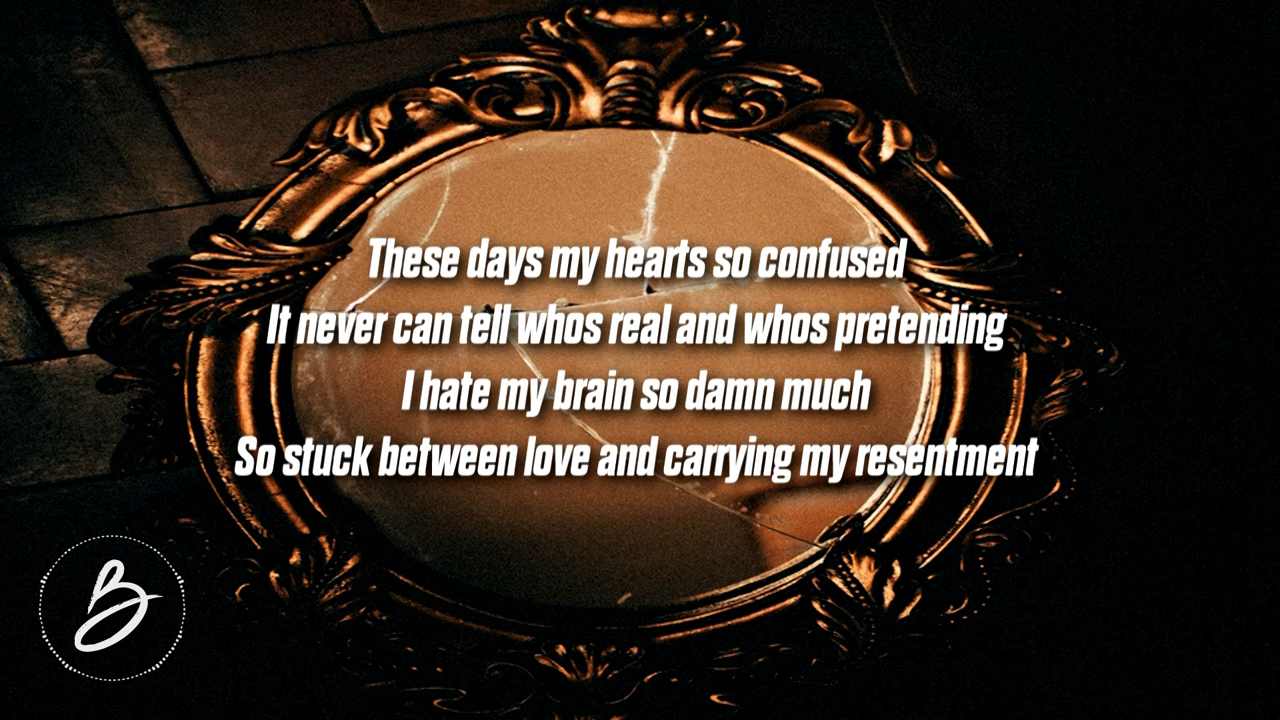 These days my hearts so confused
It never can tell whos real and whos pretending
I hate my brain so damn much
So stuck between love and carrying my resentment
B